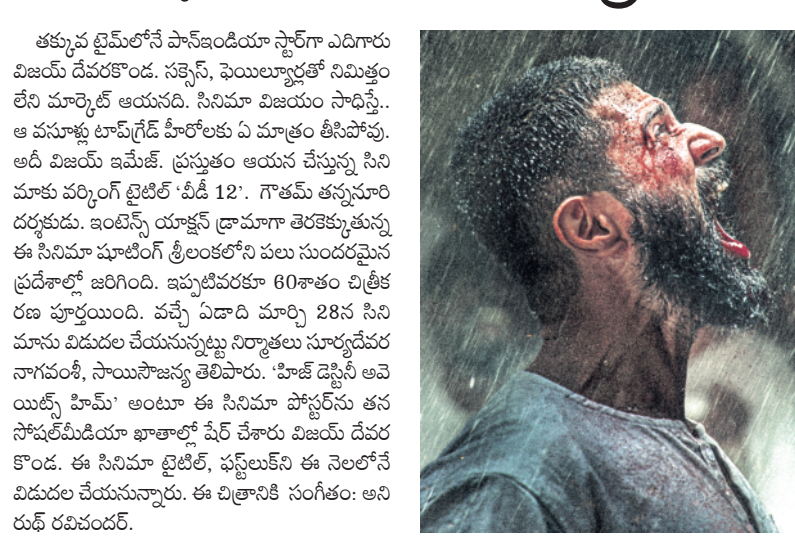 తక్కువ టైమ్‌లోనే పాన్ఇండియా స్టార్‌గా ఎదిగారు
విజయ్ దేవరకొండ. సక్సెస్, ఫెయిల్యూర్లతో నిమిత్తం
లేని మార్కెట్ ఆయనది. సినిమా విజయం సాధిస్తే..
ఆ వసూళ్లు టాప్‌గ్రేడ్ హీరోలకు ఏ మాత్రం తీసిపోవు.
అదీ విజయ్ ఇమేజ్. ప్రస్తుతం ఆయన చేస్తున్న సిని
మాకు వర్కింగ్ టైటిల్ ‘వీడీ 12’. గౌతమ్ తన్ననూరి
దర్శకుడు. ఇంటెన్స్ యాక్షన్ డ్రామాగా తెరకెక్కుతున్న
ఈ సినిమా షూటింగ్ శ్రీలంకలోని పలు సుందరమైన
ప్రదేశాల్లో జరిగింది. ఇప్పటివరకూ 60శాతం చిత్రీక
రణ పూర్తయింది. వచ్చే ఏడాది మార్చి 28న సిని
మాను విడుదల చేయనున్నట్టు నిర్మాతలు సూర్యదేవర
నాగవంశీ, సాయిసౌజన్య తెలిపారు. ‘హిజ్ డెస్టినీ అవె
యిట్స్ హిమ్’ అంటూ ఈ సినిమా పోస్టర్‌ను తన
సోషల్‌మీడియా ఖాతాల్లో షేర్ చేశారు విజయ్ దేవర
కొండ. ఈ సినిమా టైటిల్, ఫస్ట్‌లుక్‌ని ఈ నెలలోనే
విడుదల చేయనున్నారు. ఈ చిత్రానికి సంగీతం: అని
రుథ్ రవిచందర్.